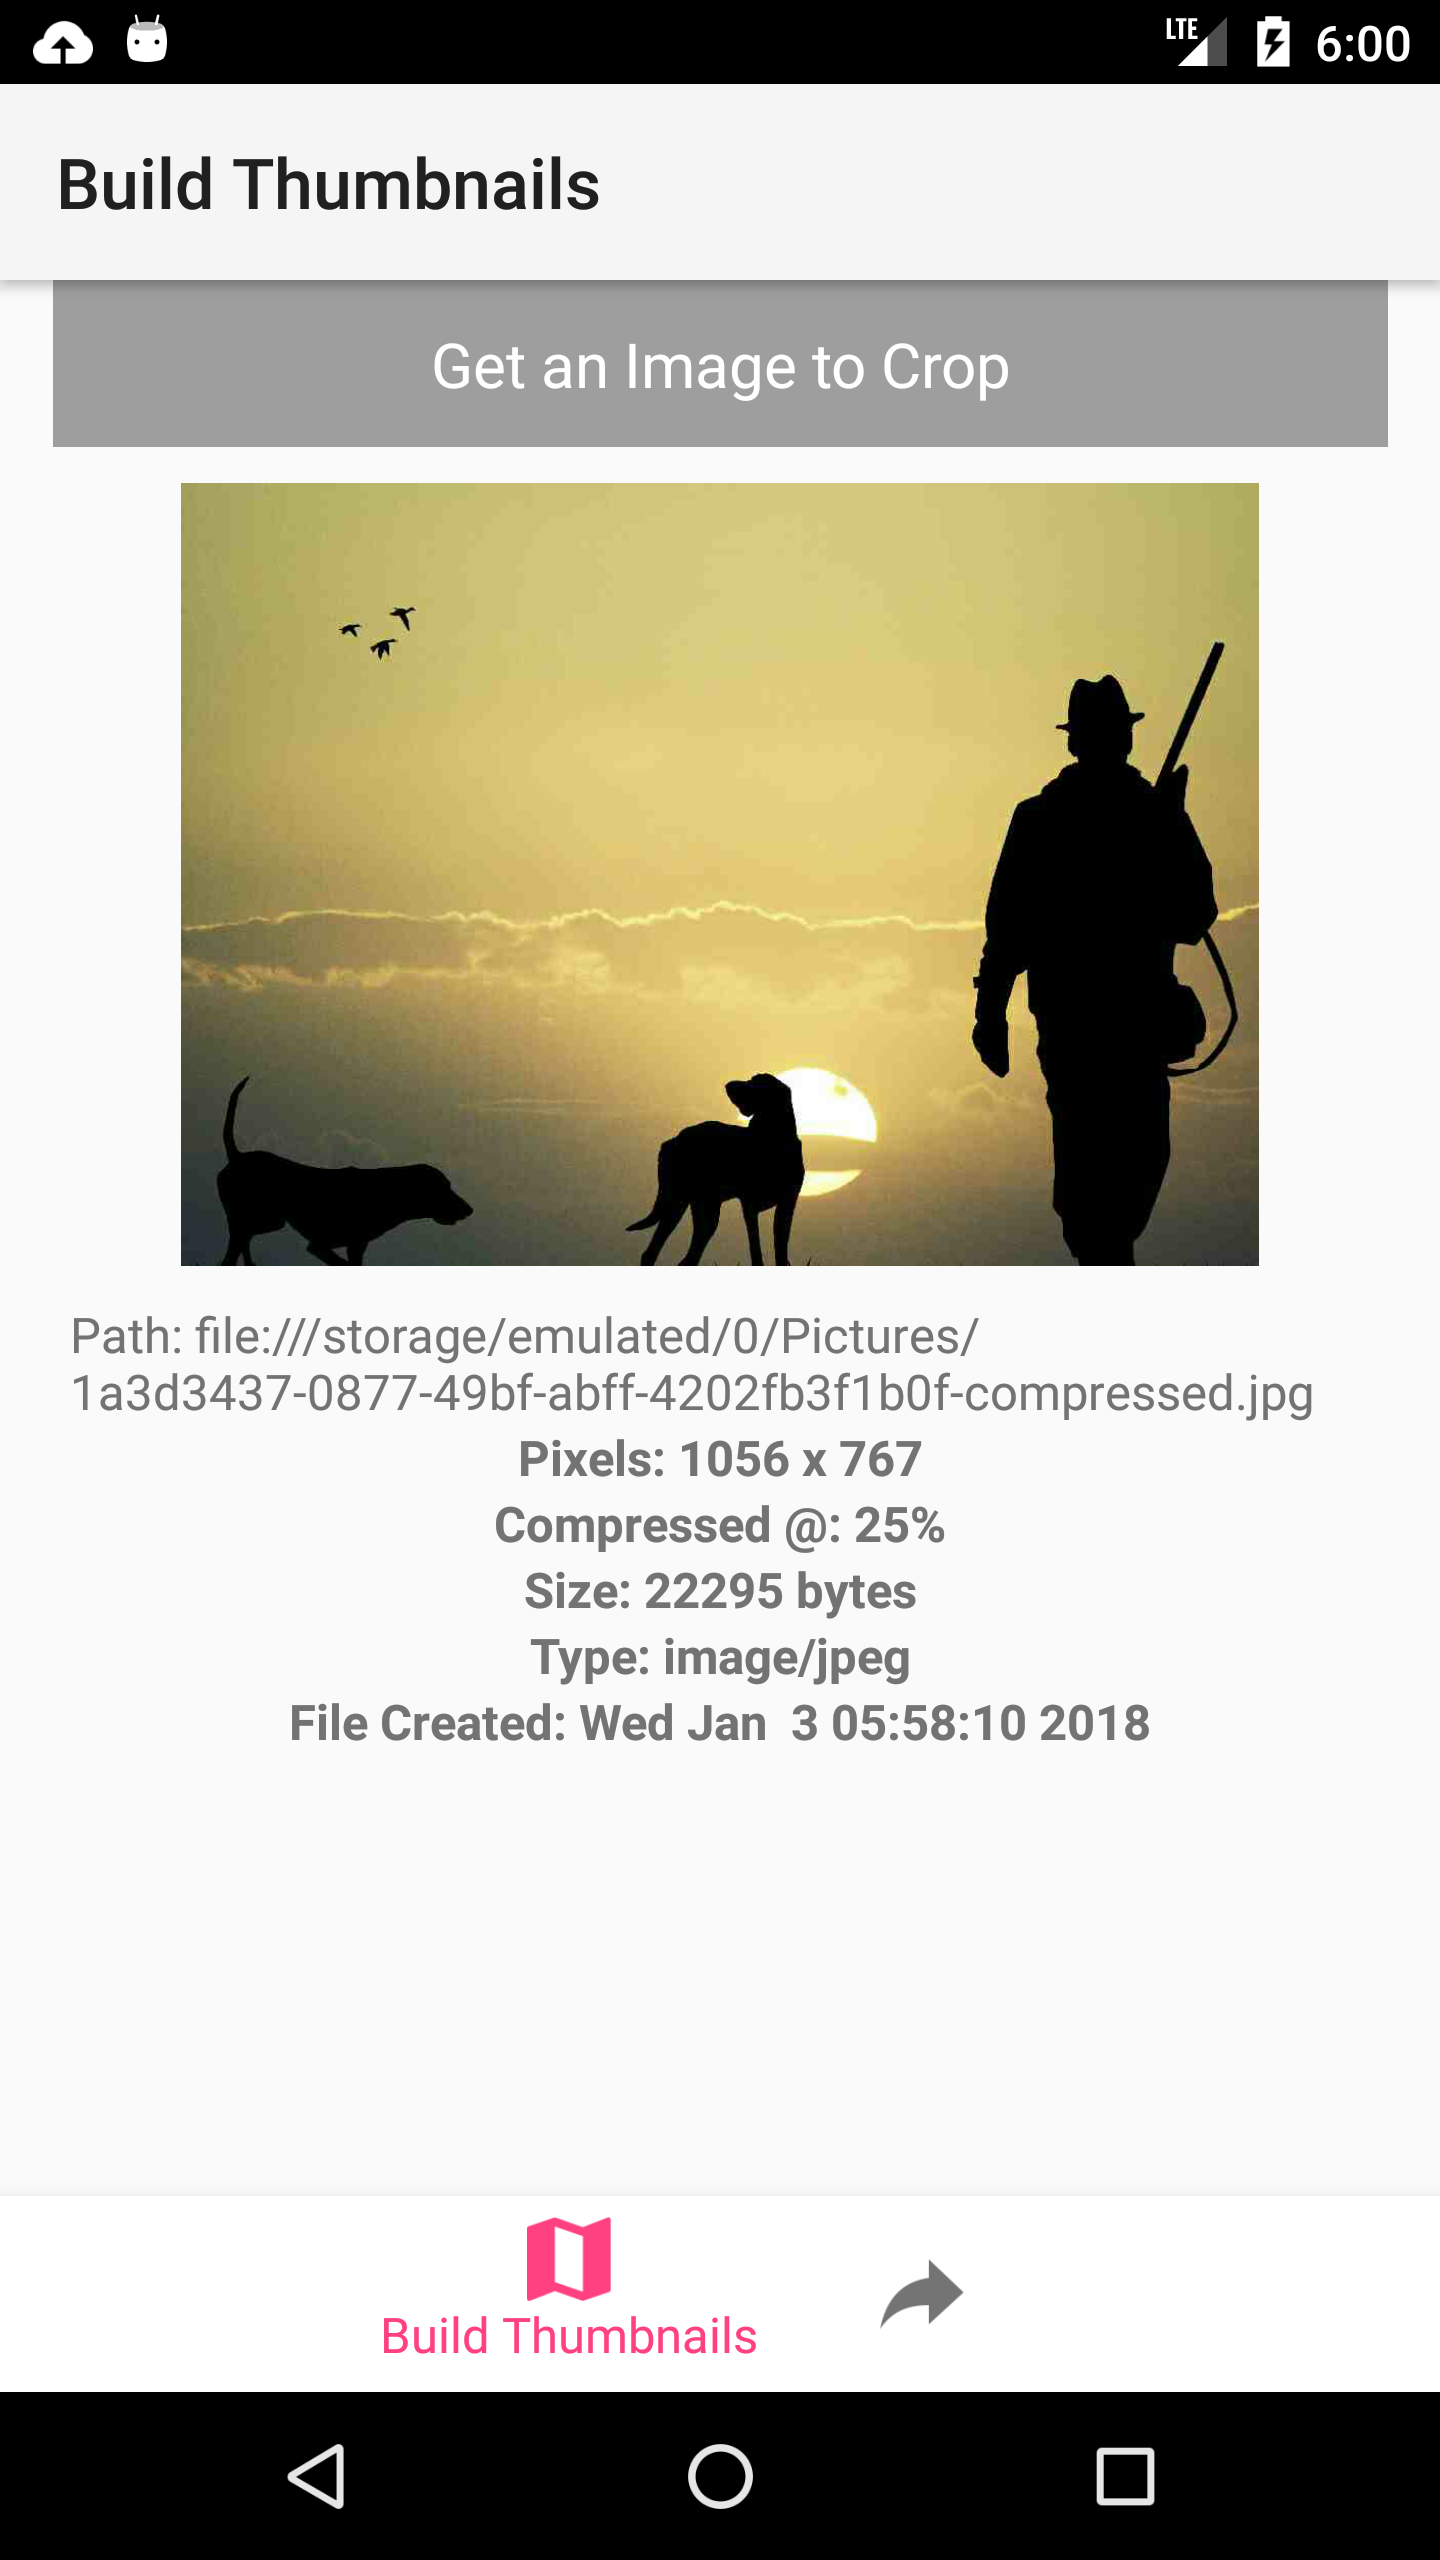 LTE 6:00
Build Thumbnails
Get an Image to Crop
Path: file:///storage/emulated/0/Pictures/
1a3d3437-0877-49bf-abff-4202fb3f1b0f-compressed.jpg
Pixels: 1056 x 767
Compressed @: 25%
Size: 22295 bytes
Type: image/jpeg
File Created: Wed Jan  3 05:58:10 2018
Build Thumbnails